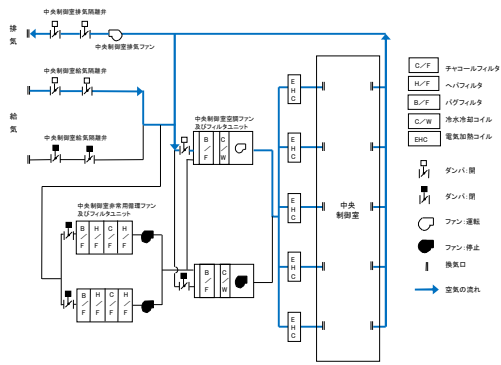 中央制御室排気隔離弁
排
気
中央制御室排気ファン
中央制御室給気隔離弁
給
気
中央制御室給気隔離弁
中央制御室空調ファン
及びフィルタユニット
B/F
C/W
中央制御室非常用循環ファン
及びフィルタユニット
B/F
H/F
C/F
H/F
B/F
H/F
C/F
H/F
B/F
C/W
EHC
EHC
EHC
EHC
EHC
中央
制御室
C/F チャコールフィルタ
H/F ヘパフィルタ
B/F バグフィルタ
C/W 冷水冷却コイル
EHC 電気加熱コイル
ダンパ:開
ダンパ:閉
ファン:運転
ファン:停止
換気口
空気の流れ